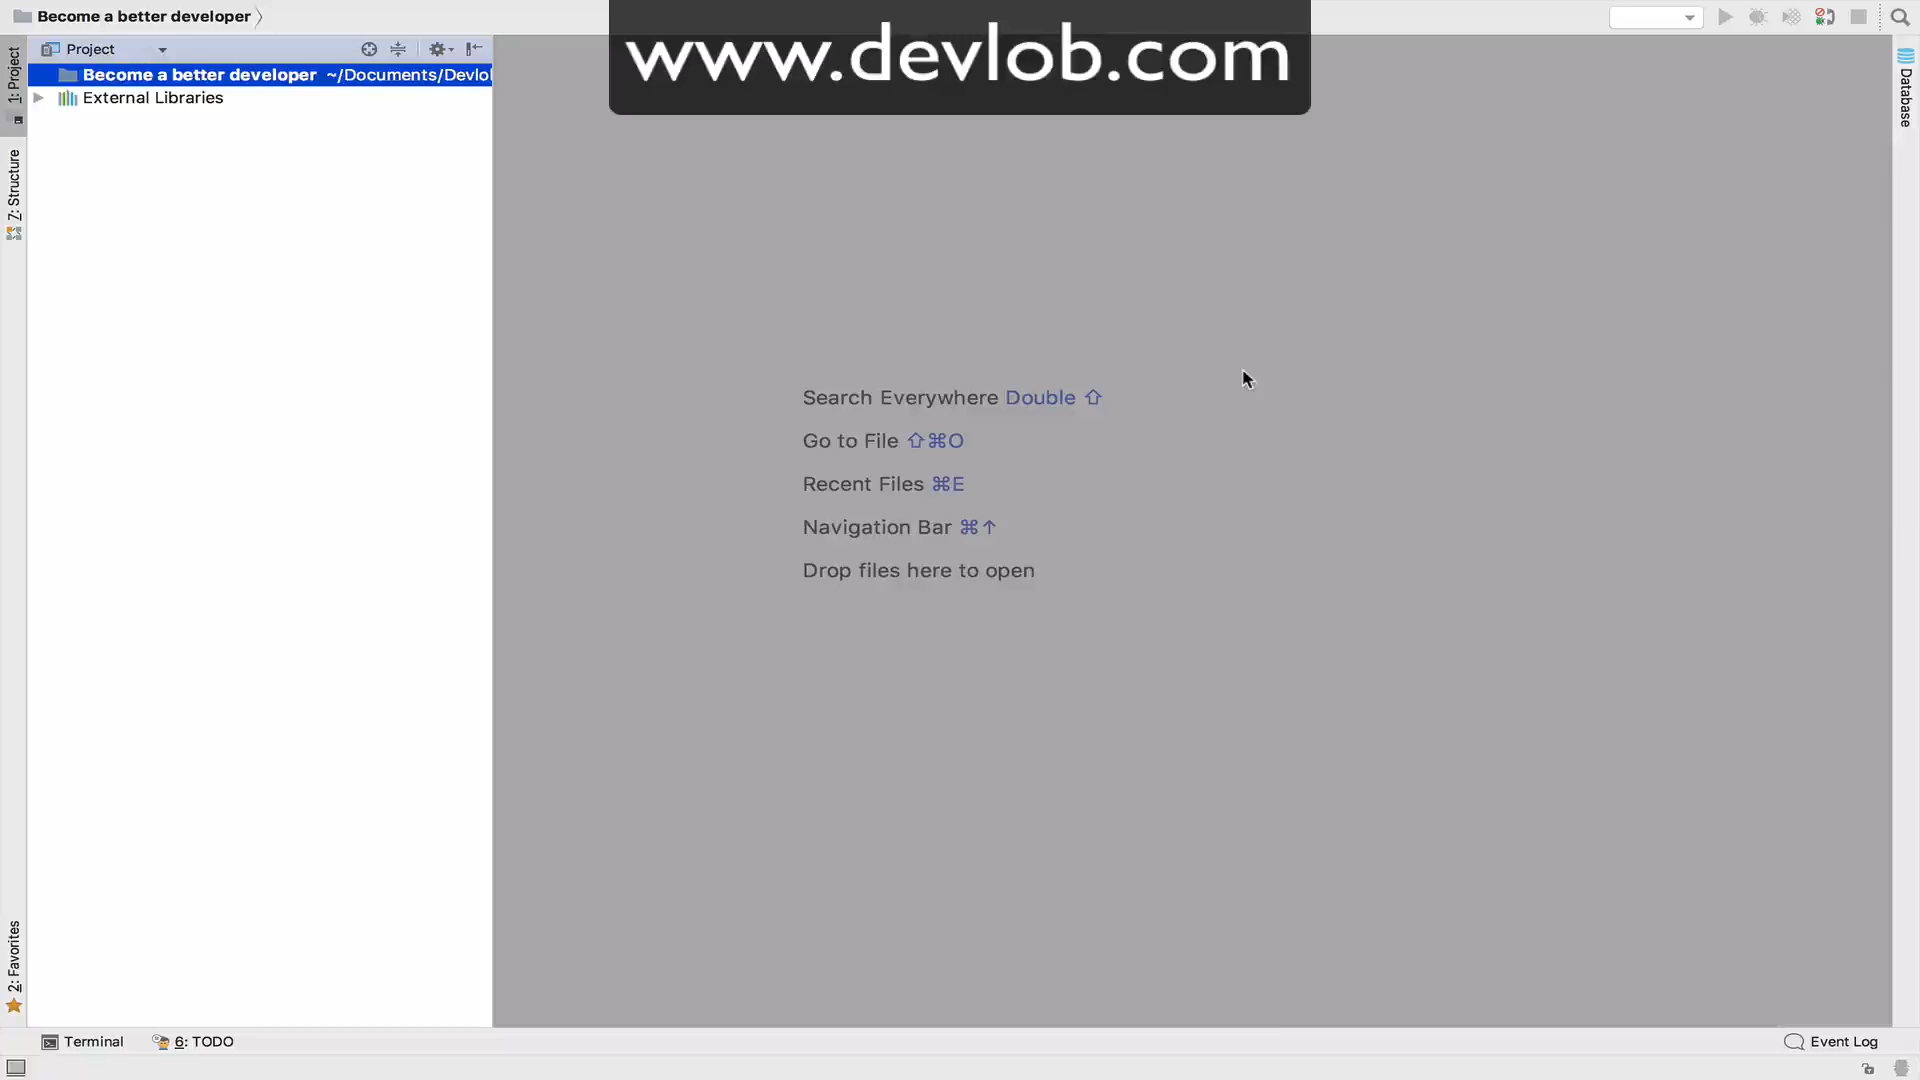 Become a better developer
www.devlob.com
1: Project
Project
Become a better developer ~/Documents/Devlol
External Libraries
Database
7: Structure
Search Everywhere Double ⇧
Go to File ⇧⌘O
Recent Files ⌘E
Navigation Bar ⌘↑
Drop files here to open
2: Favorites
Terminal
6: TODO
Event Log